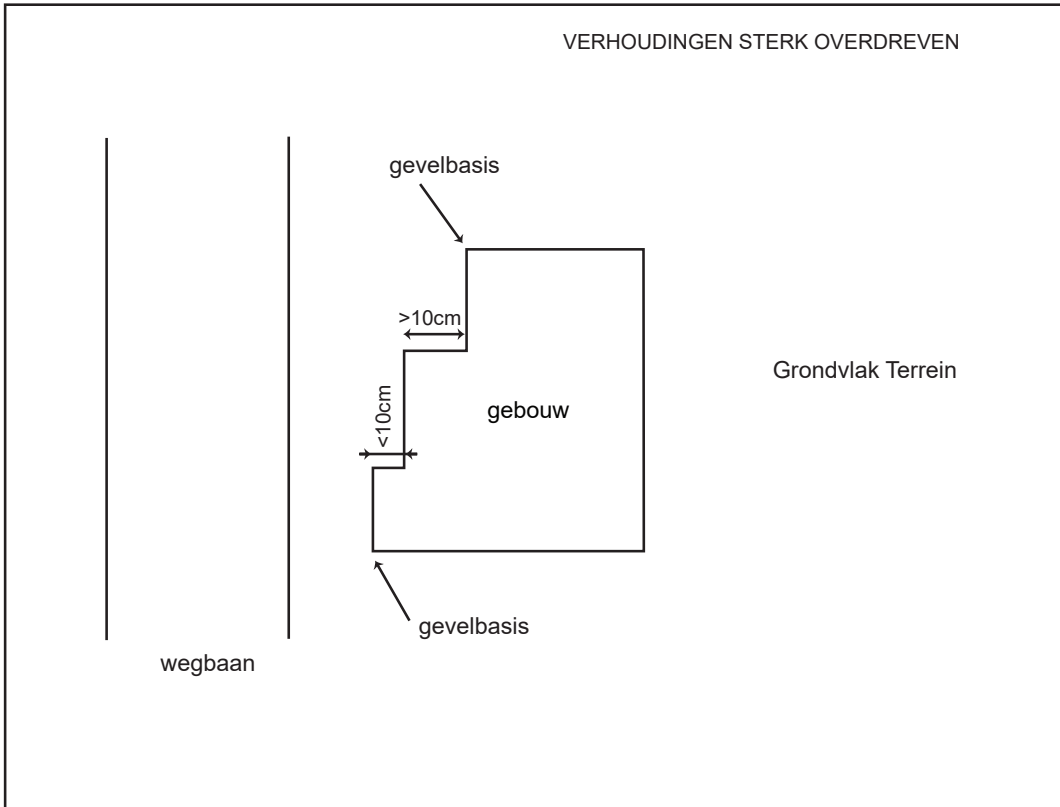 VERHOUDINGEN STERK OVERDREVEN
gevelbasis
>10cm
Grondvlak Terrein
<10cm
gebouw
gevelbasis
wegbaan